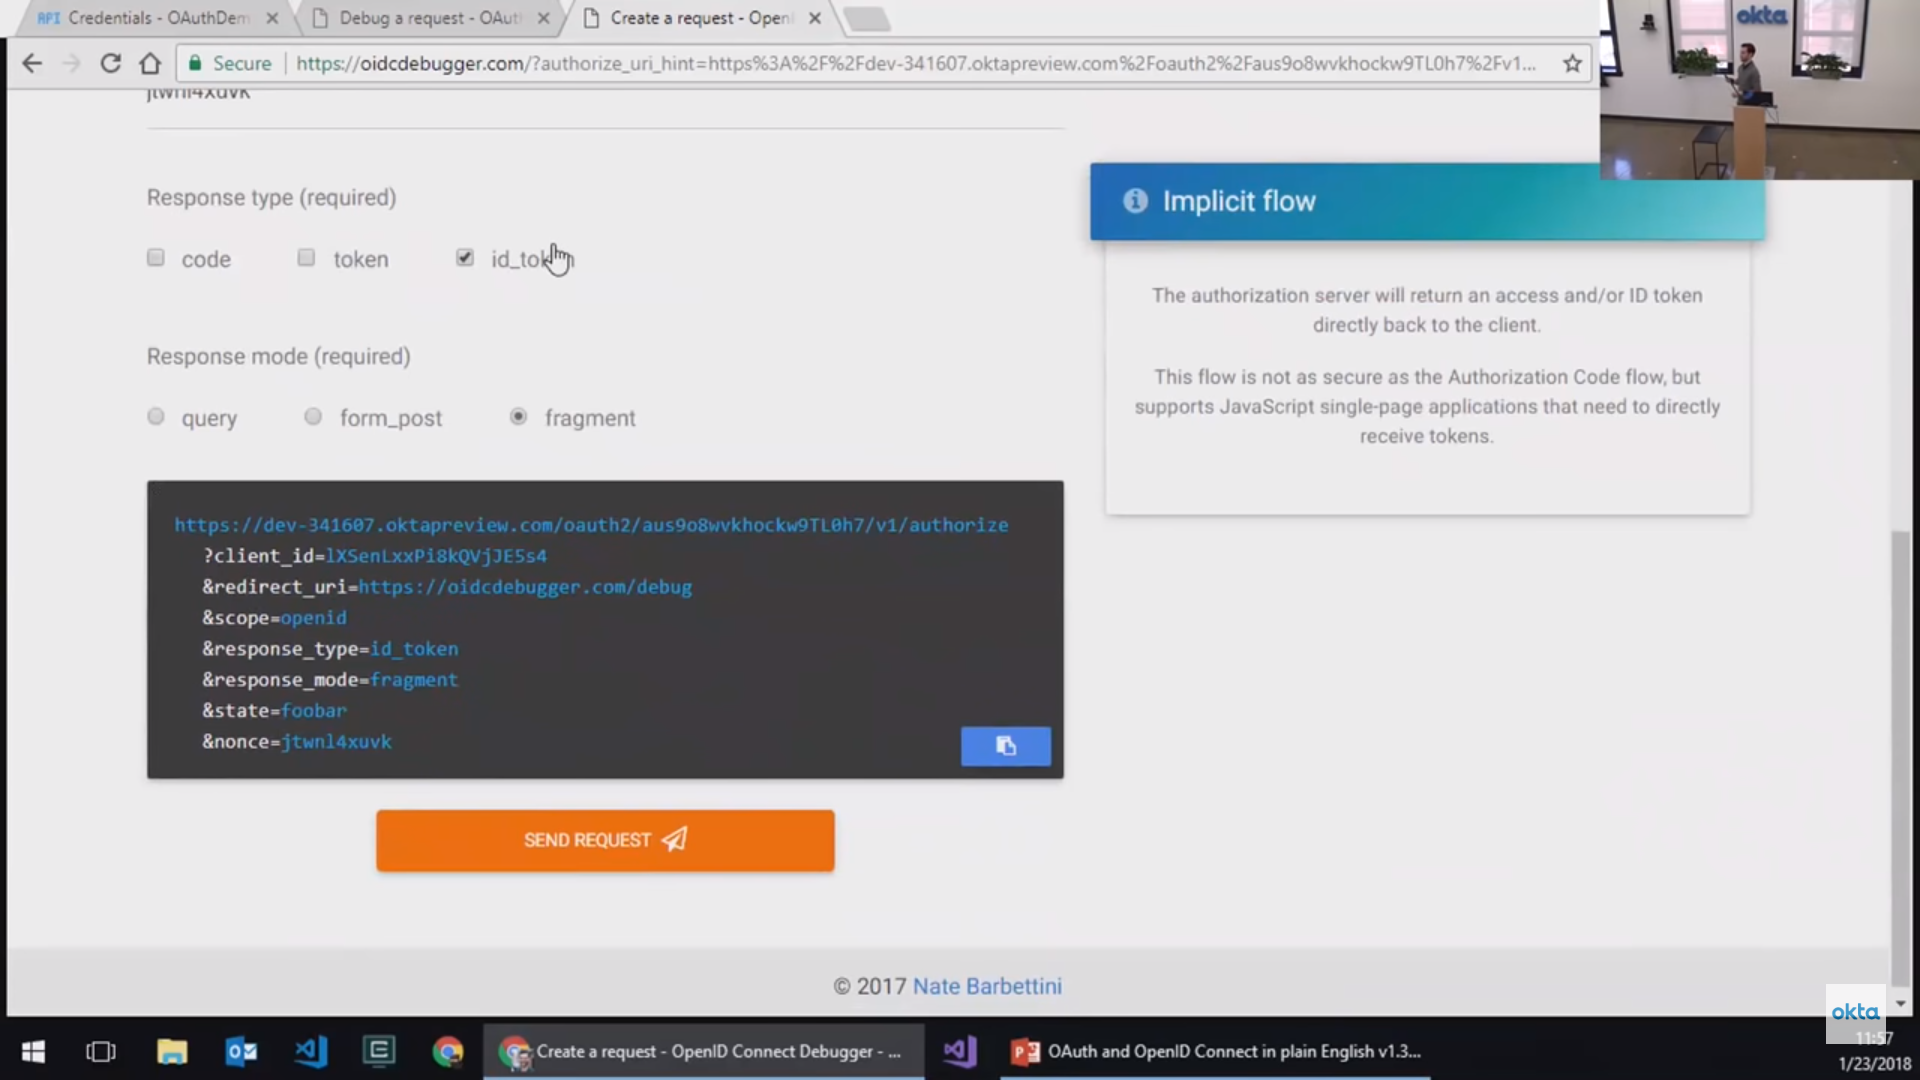 API Credentials - OAuthDem
Debug a request - OAut
Create a request - Open
Secure
https://oidcdebugger.com/?authorize_uri_hint=https%3A%2F%2Fdev-341607.oktapreview.com%2Foauth2%2Faus9o8wvkhockw9TL0h7%2Fv1...
okta
jtwnl4xuvk
Response type (required)
code
token
id_token
Response mode (required)
query
form_post
fragment
Implicit flow
The authorization server will return an access and/or ID token
directly back to the client.
This flow is not as secure as the Authorization Code flow, but
supports JavaScript single-page applications that need to directly
receive tokens.
https://dev-341607.oktapreview.com/oauth2/aus9o8wvkhockw9TL0h7/v1/authorize
?client_id=lXSenLxxPi8kQVjJE5s4
&redirect_uri=https://oidcdebugger.com/debug
&scope=openid
&response_type=id_token
&response_mode=fragment
&state=foobar
&nonce=jtwnl4xuvk
SEND REQUEST
© 2017 Nate Barbettini
okta
Create a request - OpenID Connect Debugger - ...
OAuth and OpenID Connect in plain English v1.3...
11:57
1/23/2018